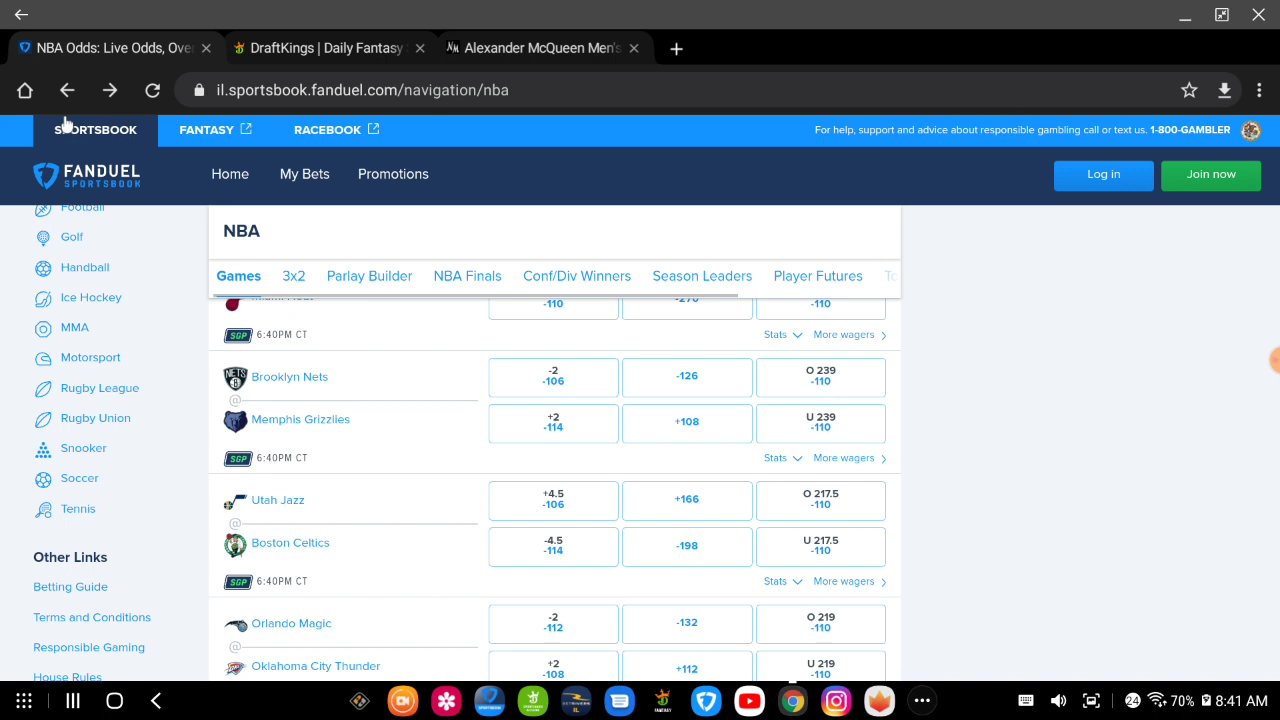 NBA Odds: Live Odds, Ove
DraftKings | Daily Fantasy
Alexander McQueen Men's
il.sportsbook.fanduel.com/navigation/nba
SPORTSBOOK
FANTASY
RACEBOOK
For help, support and advice about responsible gambling call or text us. 1-800-GAMBLER
FANDUEL
SPORTSBOOK
Home
My Bets
Promotions
Log in
Join now
Football
Golf
Handball
Ice Hockey
MMA
Motorsport
Rugby League
Rugby Union
Snooker
Soccer
Tennis
Other Links
Betting Guide
Terms and Conditions
Responsible Gaming
House Rules
NBA
Games
3x2
Parlay Builder
NBA Finals
Conf/Div Winners
Season Leaders
Player Futures
To
Miami Heat
-110
-270
-110
SGP 6:40PM CT
Stats
More wagers
Brooklyn Nets
-2
-106
-126
O 239
-110
@
Memphis Grizzlies
+2
-114
+108
U 239
-110
SGP 6:40PM CT
Stats
More wagers
Utah Jazz
+4.5
-106
+166
O 217.5
-110
@
Boston Celtics
-4.5
-114
-198
U 217.5
-110
SGP 6:40PM CT
Stats
More wagers
Orlando Magic
-2
-112
-132
O 219
-110
@
Oklahoma City Thunder
+2
-108
+112
U 219
-110
24
70%
8:41 AM